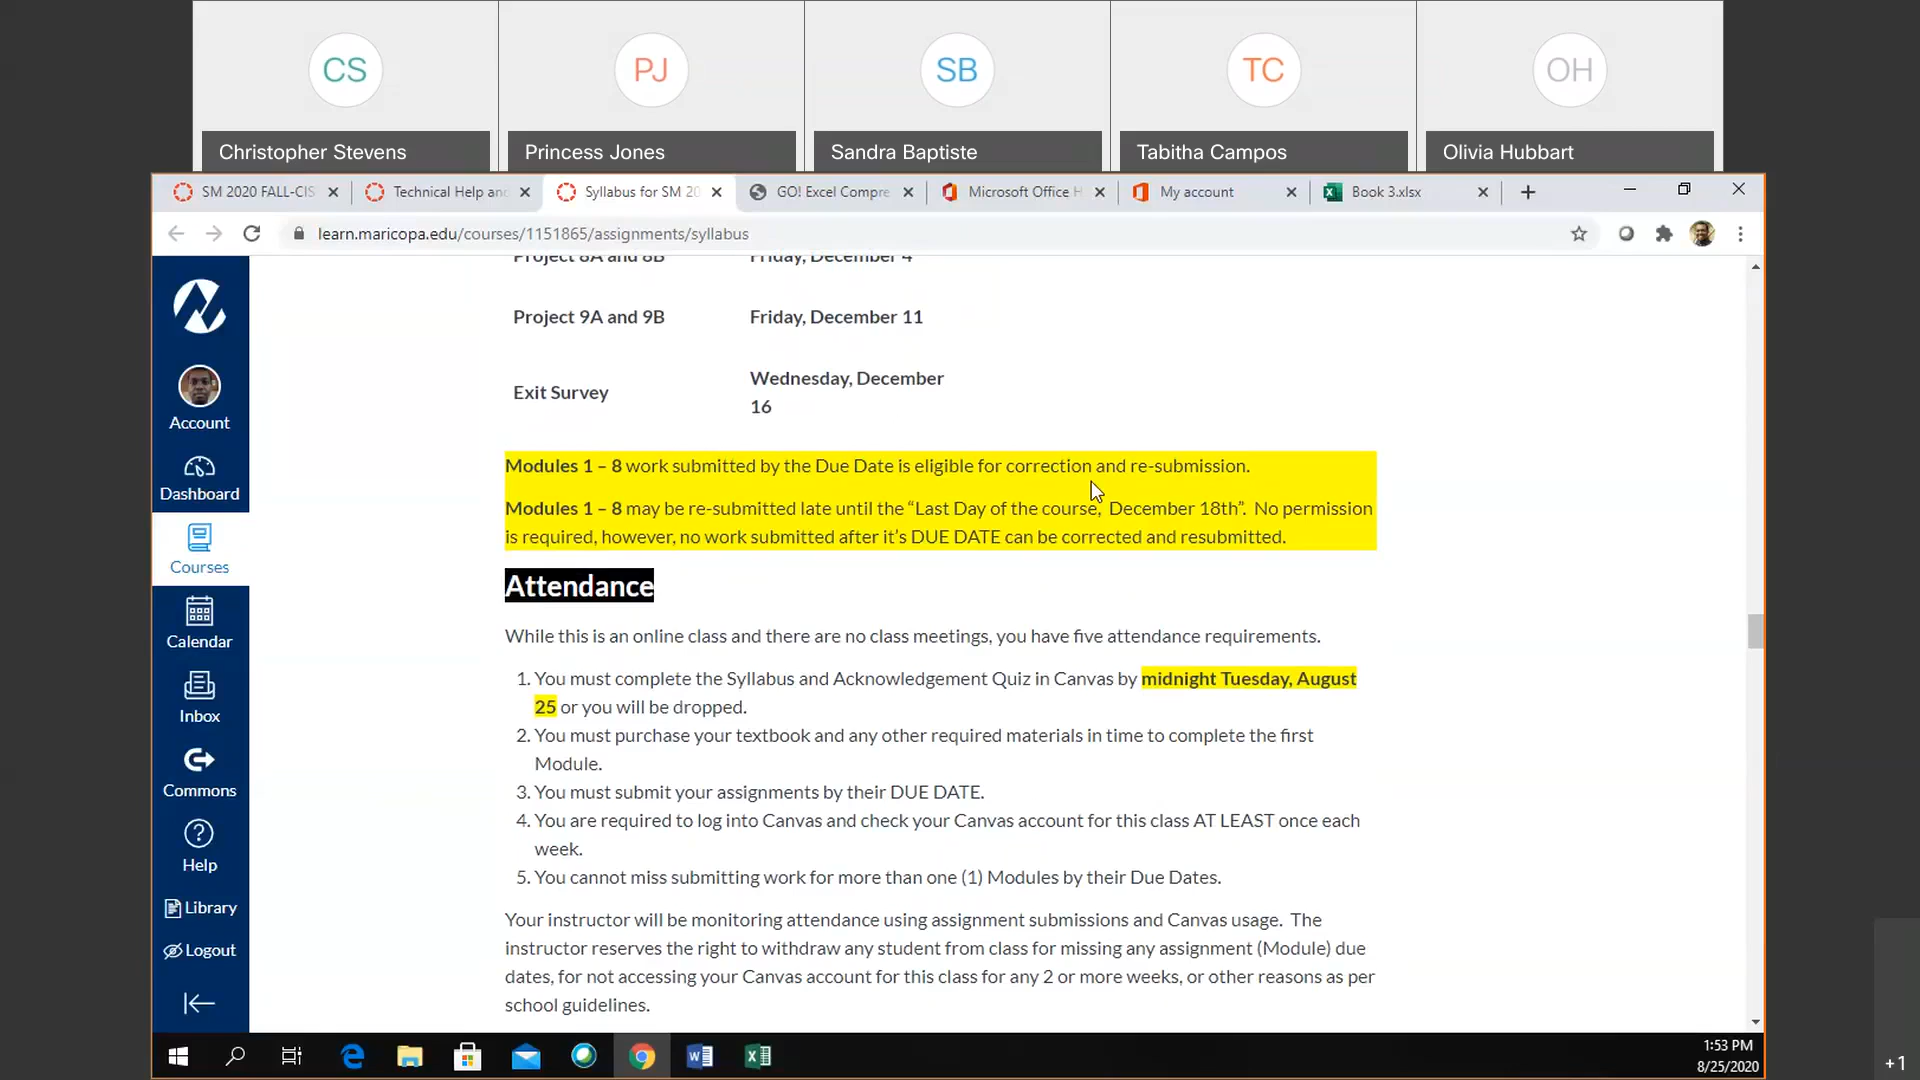 CS
PJ
SB
TC
OH
Christopher Stevens
Princess Jones
Sandra Baptiste
Tabitha Campos
Olivia Hubbart
SM 2020 FALL-CIS
Technical Help and
Syllabus for SM 20
GO! Excel Compre
Microsoft Office H
My account
Book 3.xlsx
learn.maricopa.edu/courses/1151865/assignments/syllabus
Account
Dashboard
Courses
Calendar
Inbox
Commons
Help
Library
Logout
Project 8A and 8B Friday, December 4
Project 9A and 9B Friday, December 11
Exit Survey Wednesday, December
16
Modules 1 – 8 work submitted by the Due Date is eligible for correction and re-submission.
Modules 1 – 8 may be re-submitted late until the “Last Day of the course, December 18th”. No permission
is required, however, no work submitted after it’s DUE DATE can be corrected and resubmitted.
Attendance
While this is an online class and there are no class meetings, you have five attendance requirements.
1. You must complete the Syllabus and Acknowledgement Quiz in Canvas by midnight Tuesday, August
25 or you will be dropped.
2. You must purchase your textbook and any other required materials in time to complete the first
Module.
3. You must submit your assignments by their DUE DATE.
4. You are required to log into Canvas and check your Canvas account for this class AT LEAST once each
week.
5. You cannot miss submitting work for more than one (1) Modules by their Due Dates.
Your instructor will be monitoring attendance using assignment submissions and Canvas usage. The
instructor reserves the right to withdraw any student from class for missing any assignment (Module) due
dates, for not accessing your Canvas account for this class for any 2 or more weeks, or other reasons as per
school guidelines.
1:53 PM
8/25/2020
+1